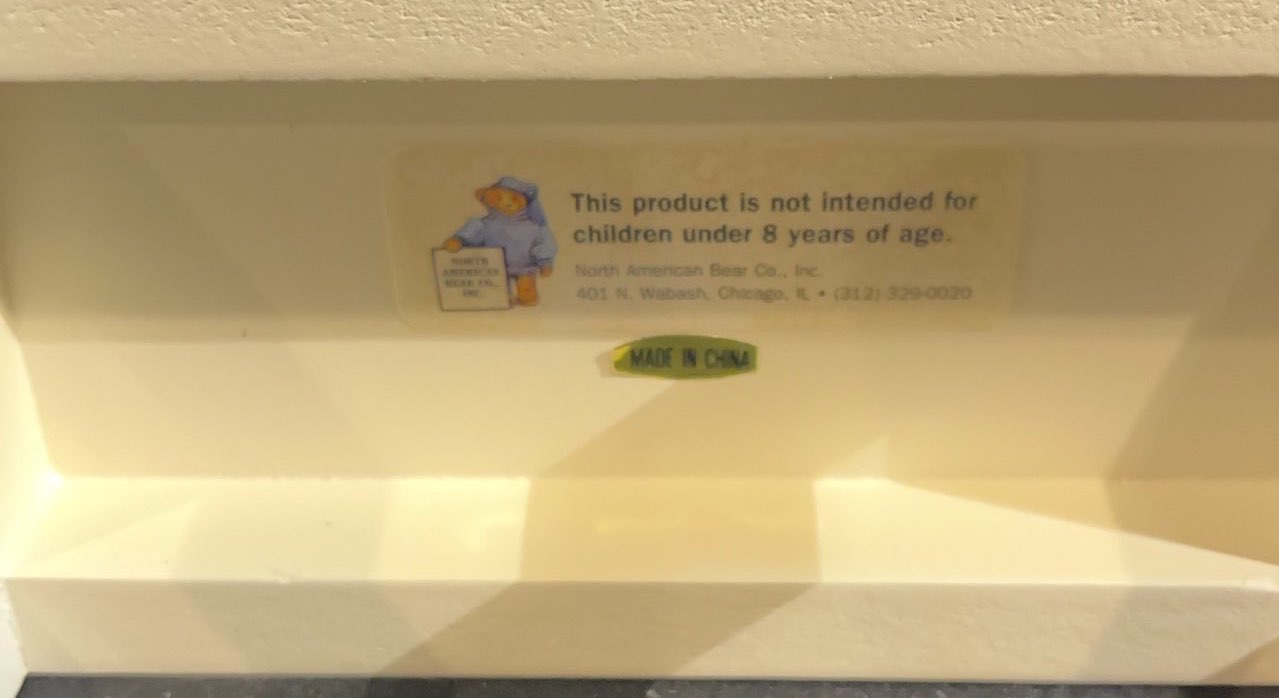 This product is not intended for
children under 8 years of age.
North American Bear Co., Inc.
401 N. Wabash, Chicago, IL • (312) 329-0020
NORTH
AMERICAN
BEAR CO.,
INC.
MADE IN CHINA